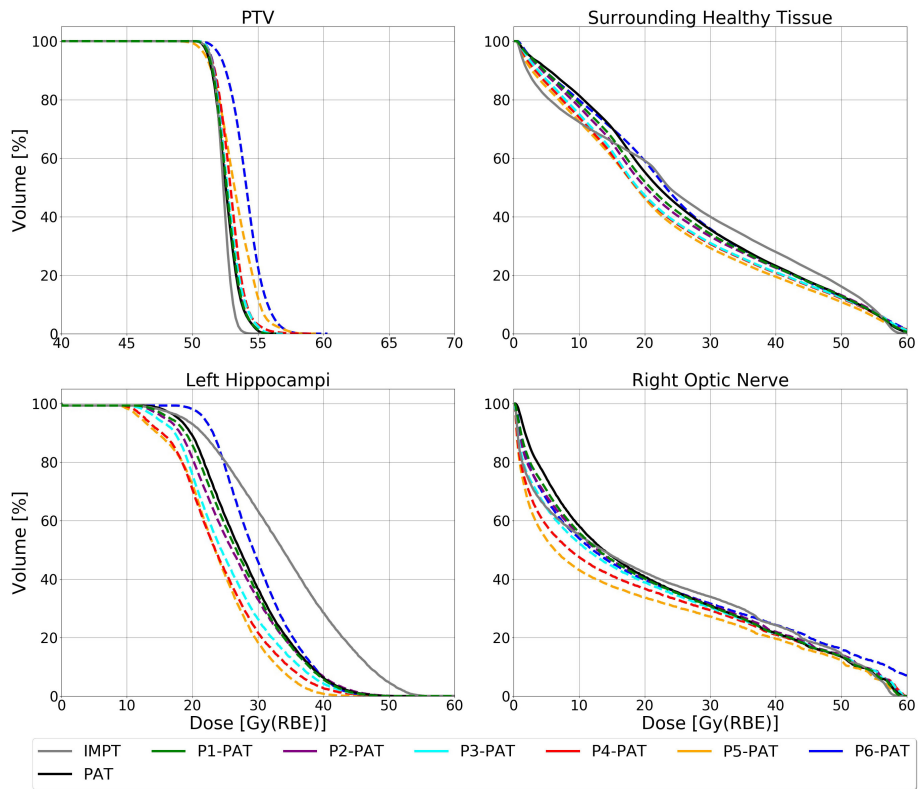 PTV
Surrounding Healthy Tissue
100
80
60
40
20
0
Volume [%]
40 45 50 55 60 65 70
100
80
60
40
20
0
0 10 20 30 40 50 60
Left Hippocampi
Right Optic Nerve
100
80
60
40
20
0
Volume [%]
0 10 20 30 40 50 60
Dose [Gy(RBE)]
100
80
60
40
20
0
0 10 20 30 40 50 60
Dose [Gy(RBE)]
IMPT P1-PAT P2-PAT P3-PAT P4-PAT P5-PAT P6-PAT
PAT